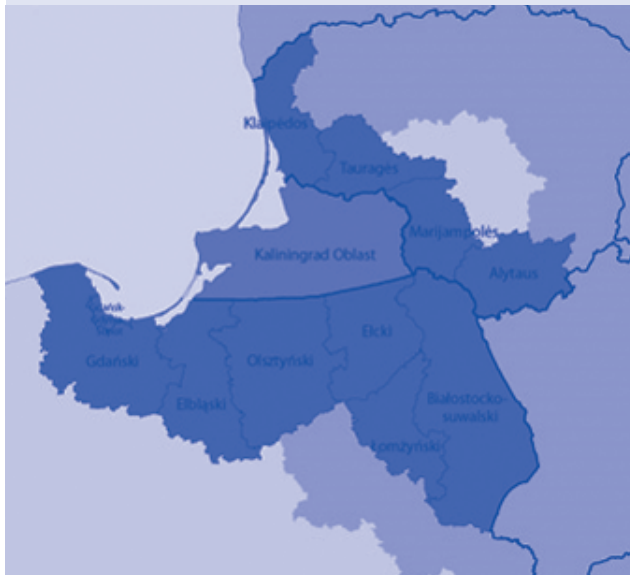 Klaipėdos
Tauragės
Marijampolės
Kaliningrad Oblast
Alytaus
Gdański
Ełcki
Olsztyński
Elbląski
Białostocko-
suwalski
Łomżyński